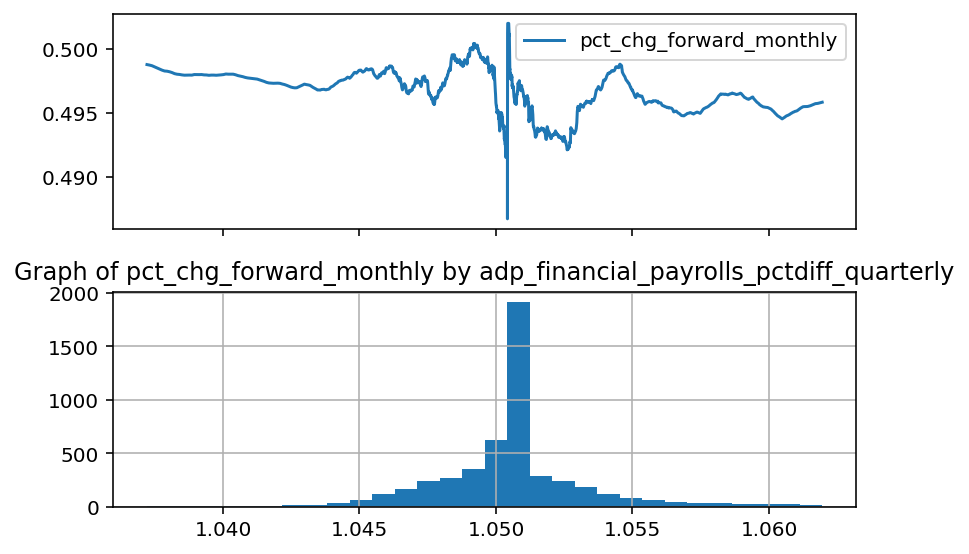 0.500
pct_chg_forward_monthly
0.495
0.490
Graph of pct_chg_forward_monthly by adp_financial_payrolls_pctdiff_quarterly
2000
1500
1000
500
0
1.040 1.045 1.050 1.055 1.060